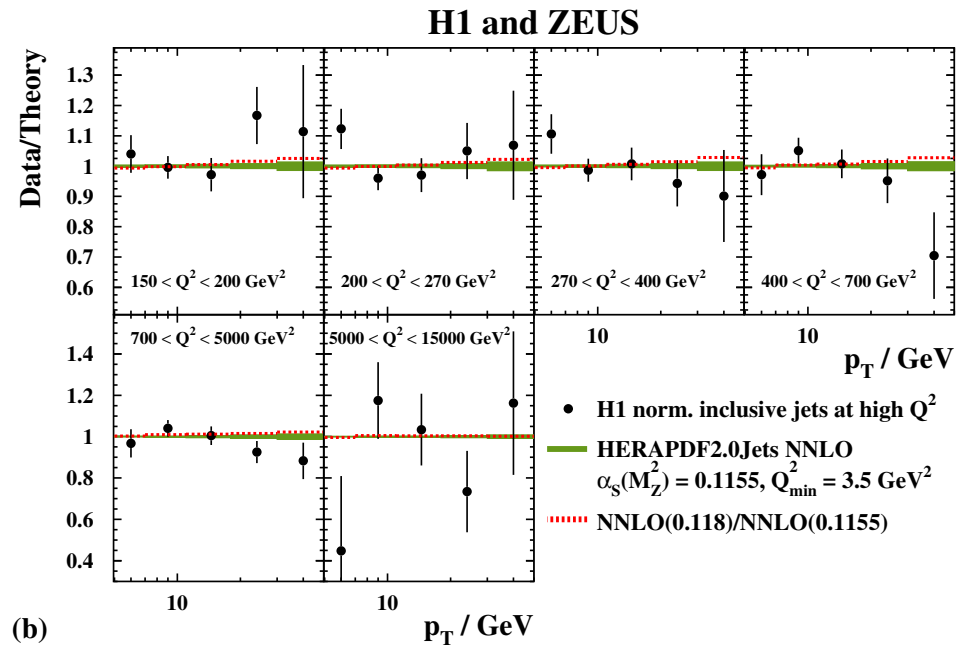 H1 and ZEUS
Data/Theory
1.3
1.2
1.1
1
0.9
0.8
0.7
0.6
150 < Q² < 200 GeV²
200 < Q² < 270 GeV²
270 < Q² < 400 GeV²
400 < Q² < 700 GeV²
10
10
p_T / GeV
700 < Q² < 5000 GeV²
5000 < Q² < 15000 GeV²
1.4
1.2
1
0.8
0.6
0.4
10
10
p_T / GeV
H1 norm. inclusive jets at high Q²
HERAPDF2.0Jets NNLO
α_S(M_Z²) = 0.1155, Q²_min = 3.5 GeV²
NNLO(0.118)/NNLO(0.1155)
(b)